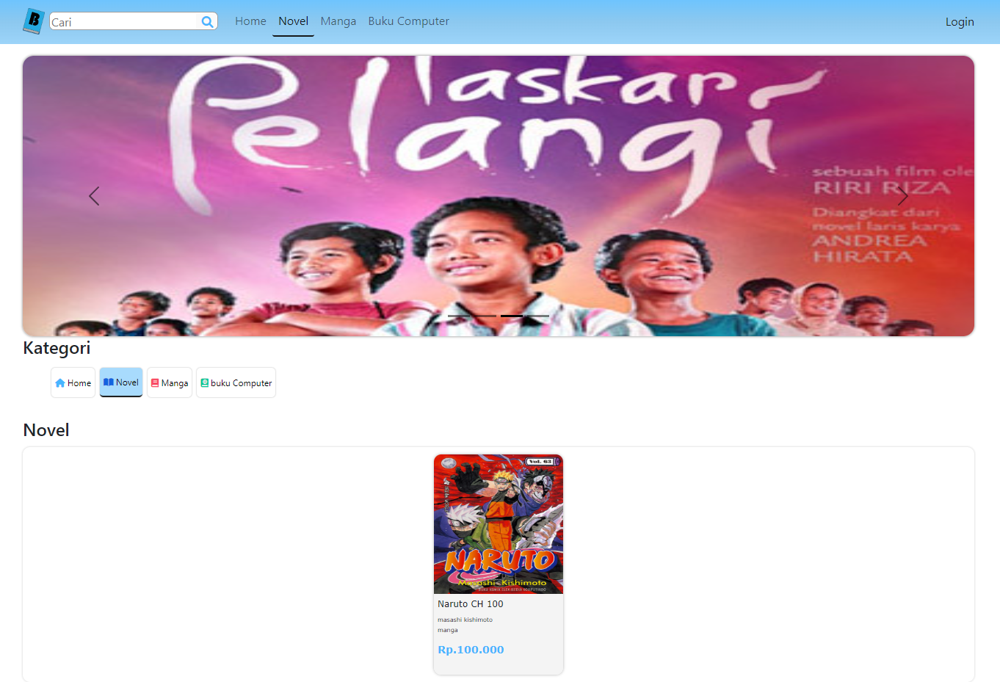 B
Cari
Home
Novel
Manga
Buku Computer
Login
laskar
Pelangi
sebuah film ole
RIRI RIZA
Diangkat dari
novel laris karya
ANDREA
HIRATA
Kategori
Home
Novel
Manga
buku Computer
Novel
Vol. 63
NARUTO
Masashi Kishimoto
Naruto CH 100
masashi kishimoto
manga
Rp.100.000